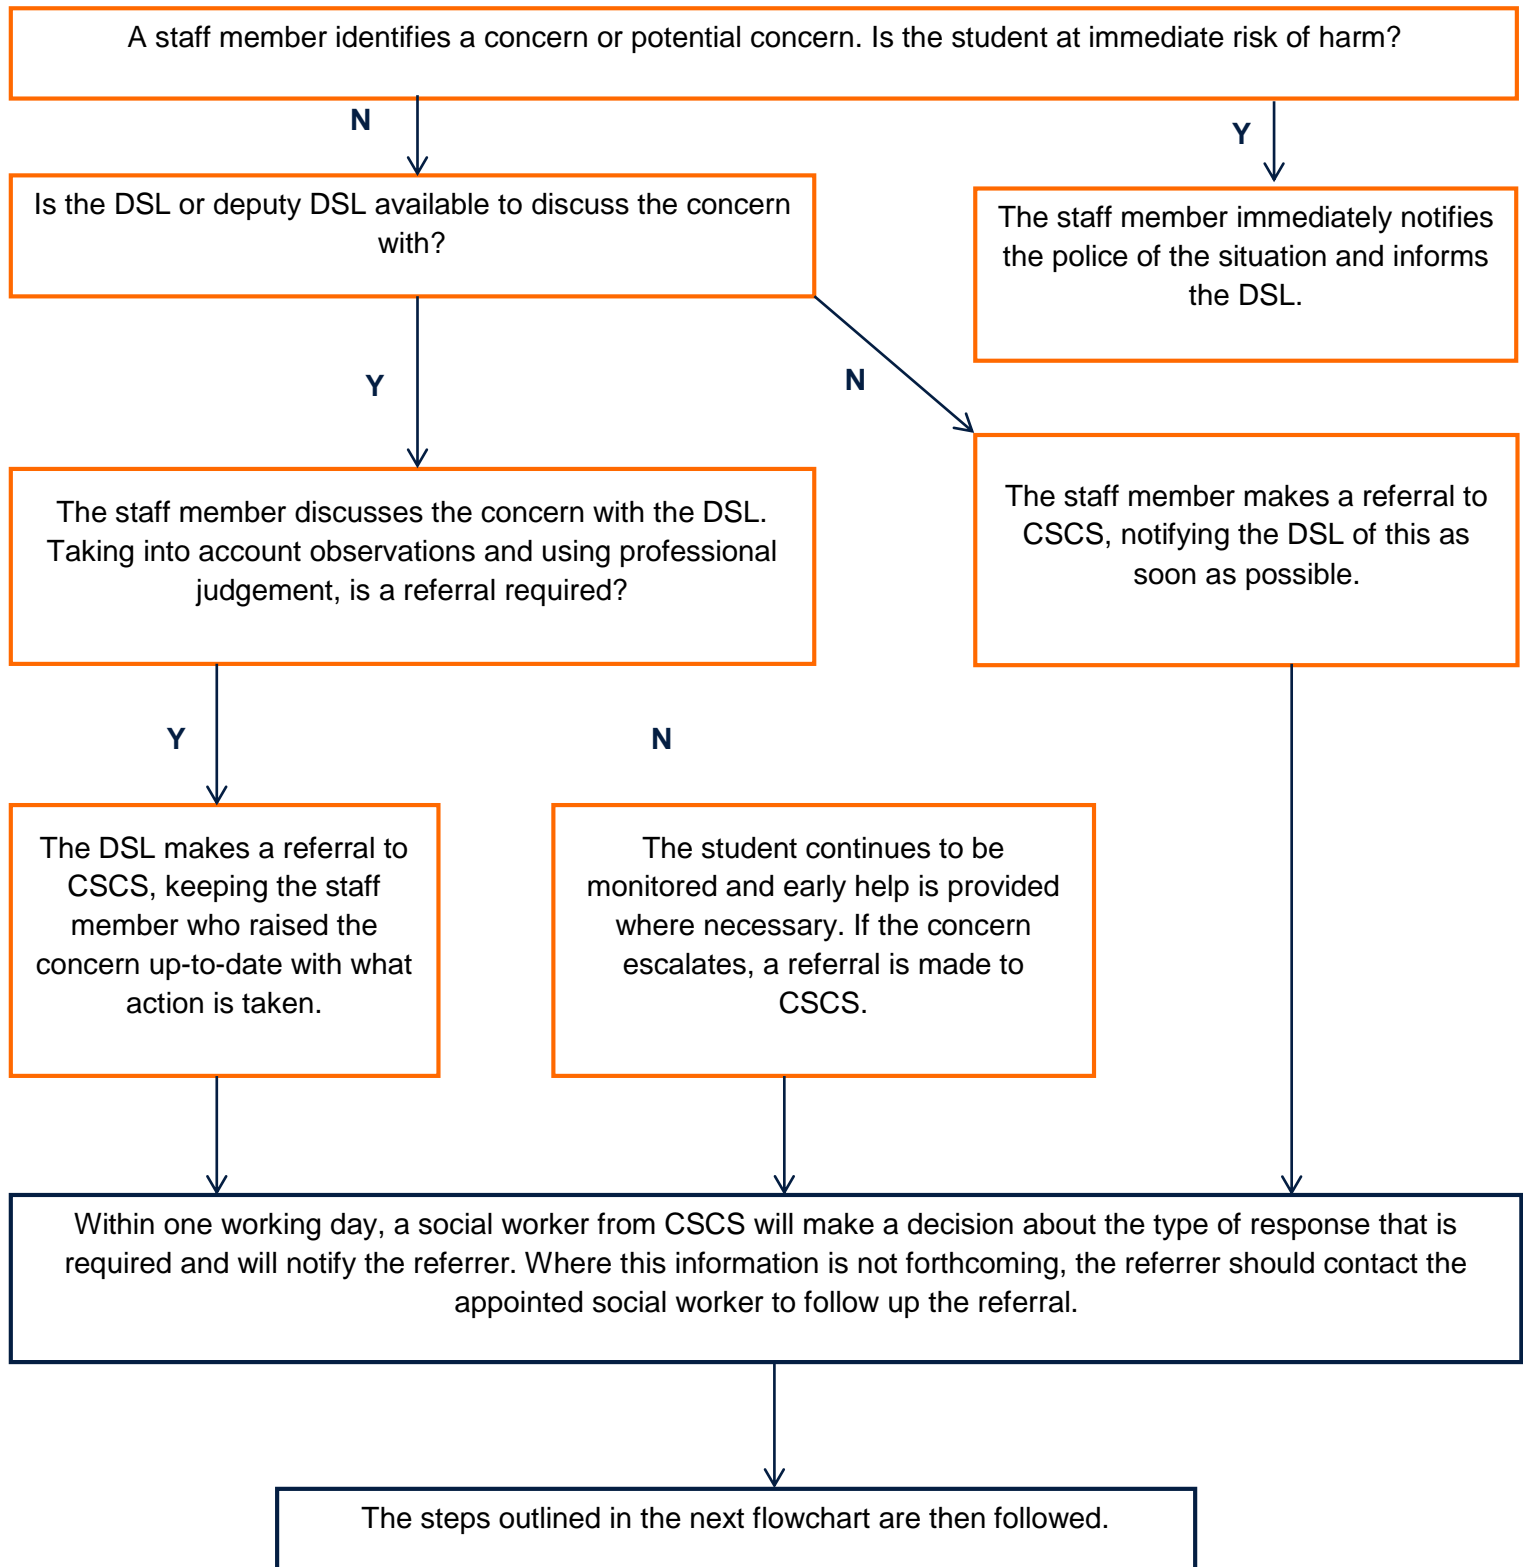 A staff member identifies a concern or potential concern. Is the student at immediate risk of harm?
N
Y
Is the DSL or deputy DSL available to discuss the concern
with?
The staff member immediately notifies
the police of the situation and informs
the DSL.
Y
N
The staff member discusses the concern with the DSL.
Taking into account observations and using professional
judgement, is a referral required?
The staff member makes a referral to
CSCS, notifying the DSL of this as
soon as possible.
Y
N
The DSL makes a referral to
CSCS, keeping the staff
member who raised the
concern up-to-date with what
action is taken.
The student continues to be
monitored and early help is provided
where necessary. If the concern
escalates, a referral is made to
CSCS.
Within one working day, a social worker from CSCS will make a decision about the type of response that is
required and will notify the referrer. Where this information is not forthcoming, the referrer should contact the
appointed social worker to follow up the referral.
The steps outlined in the next flowchart are then followed.